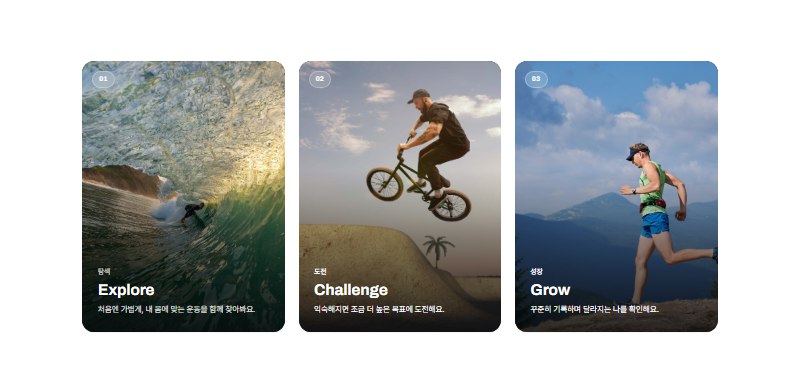 01
탐색
Explore
처음엔 가볍게, 내 몸에 맞는 운동을 함께 찾아봐요.
02
도전
Challenge
익숙해지면 조금 더 높은 목표에 도전해요.
03
성장
Grow
꾸준히 기록하며 달라지는 나를 확인해요.